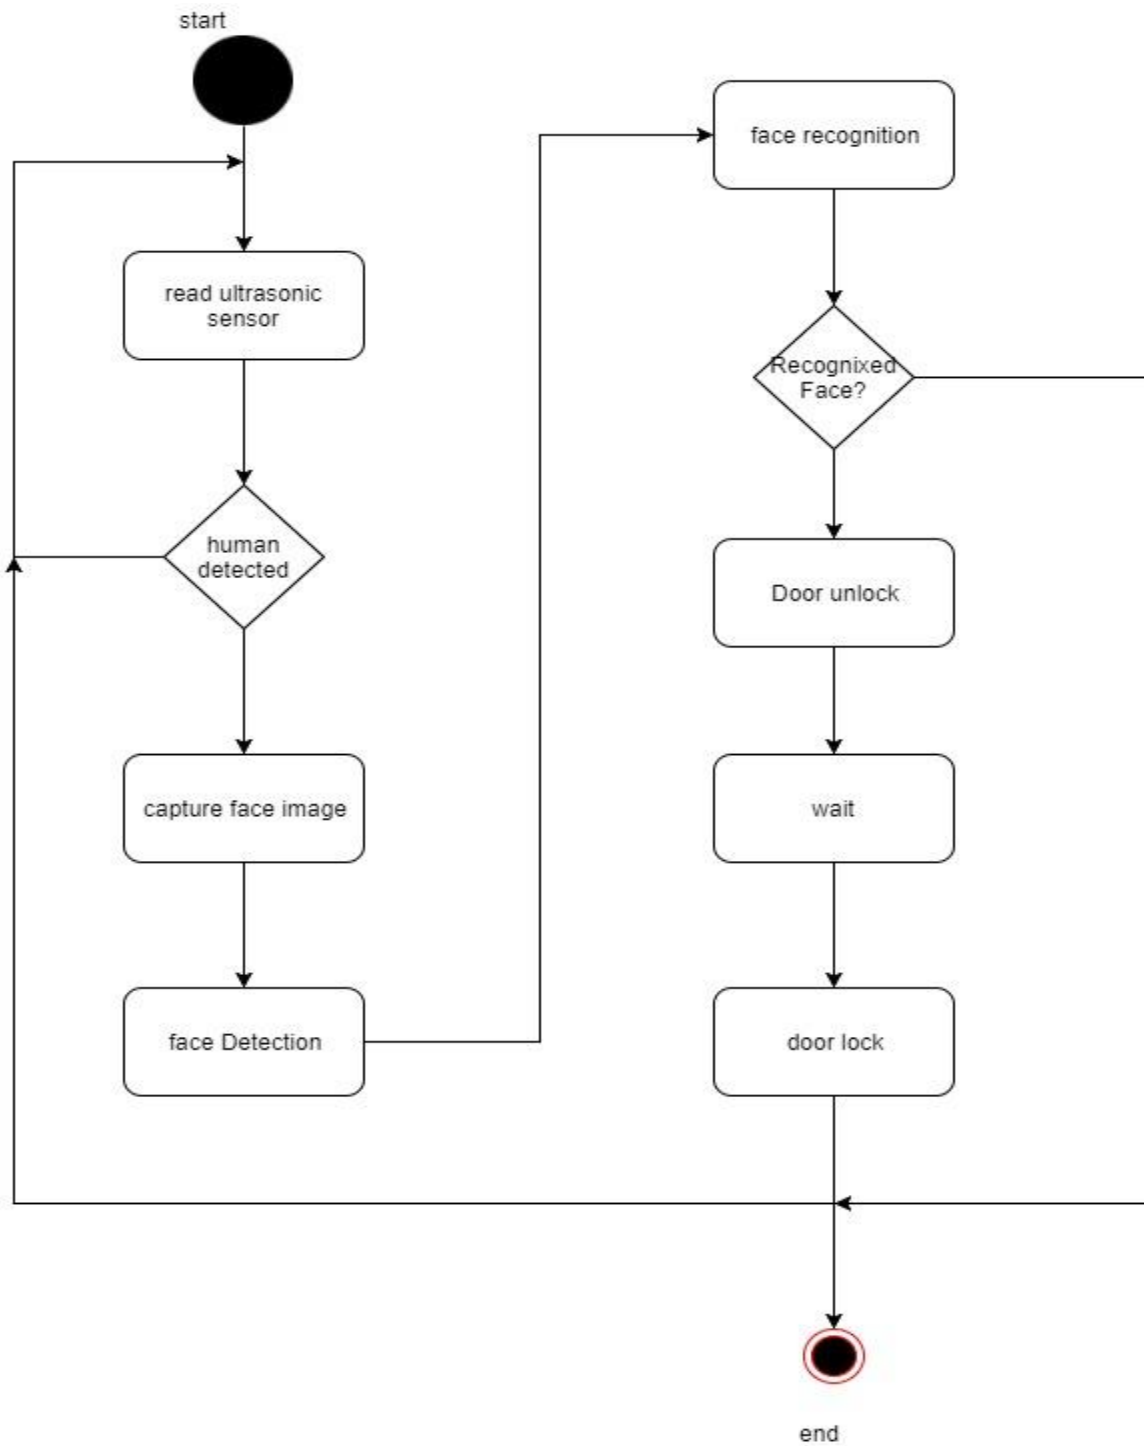 start
read ultrasonic
sensor
human
detected
capture face image
face Detection
face recognition
Recognixed
Face?
Door unlock
wait
door lock
end